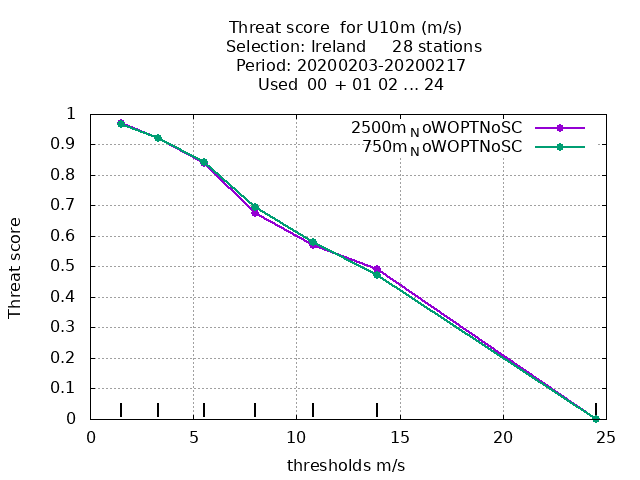 Threat score  for U10m (m/s)
Selection: Ireland     28 stations
Period: 20200203-20200217
Used  00 + 01 02 ... 24
2500m_NoWOPTNoSC
750m_NoWOPTNoSC
1
0.9
0.8
0.7
0.6
0.5
0.4
0.3
0.2
0.1
0
Threat score
0 5 10 15 20 25
thresholds m/s